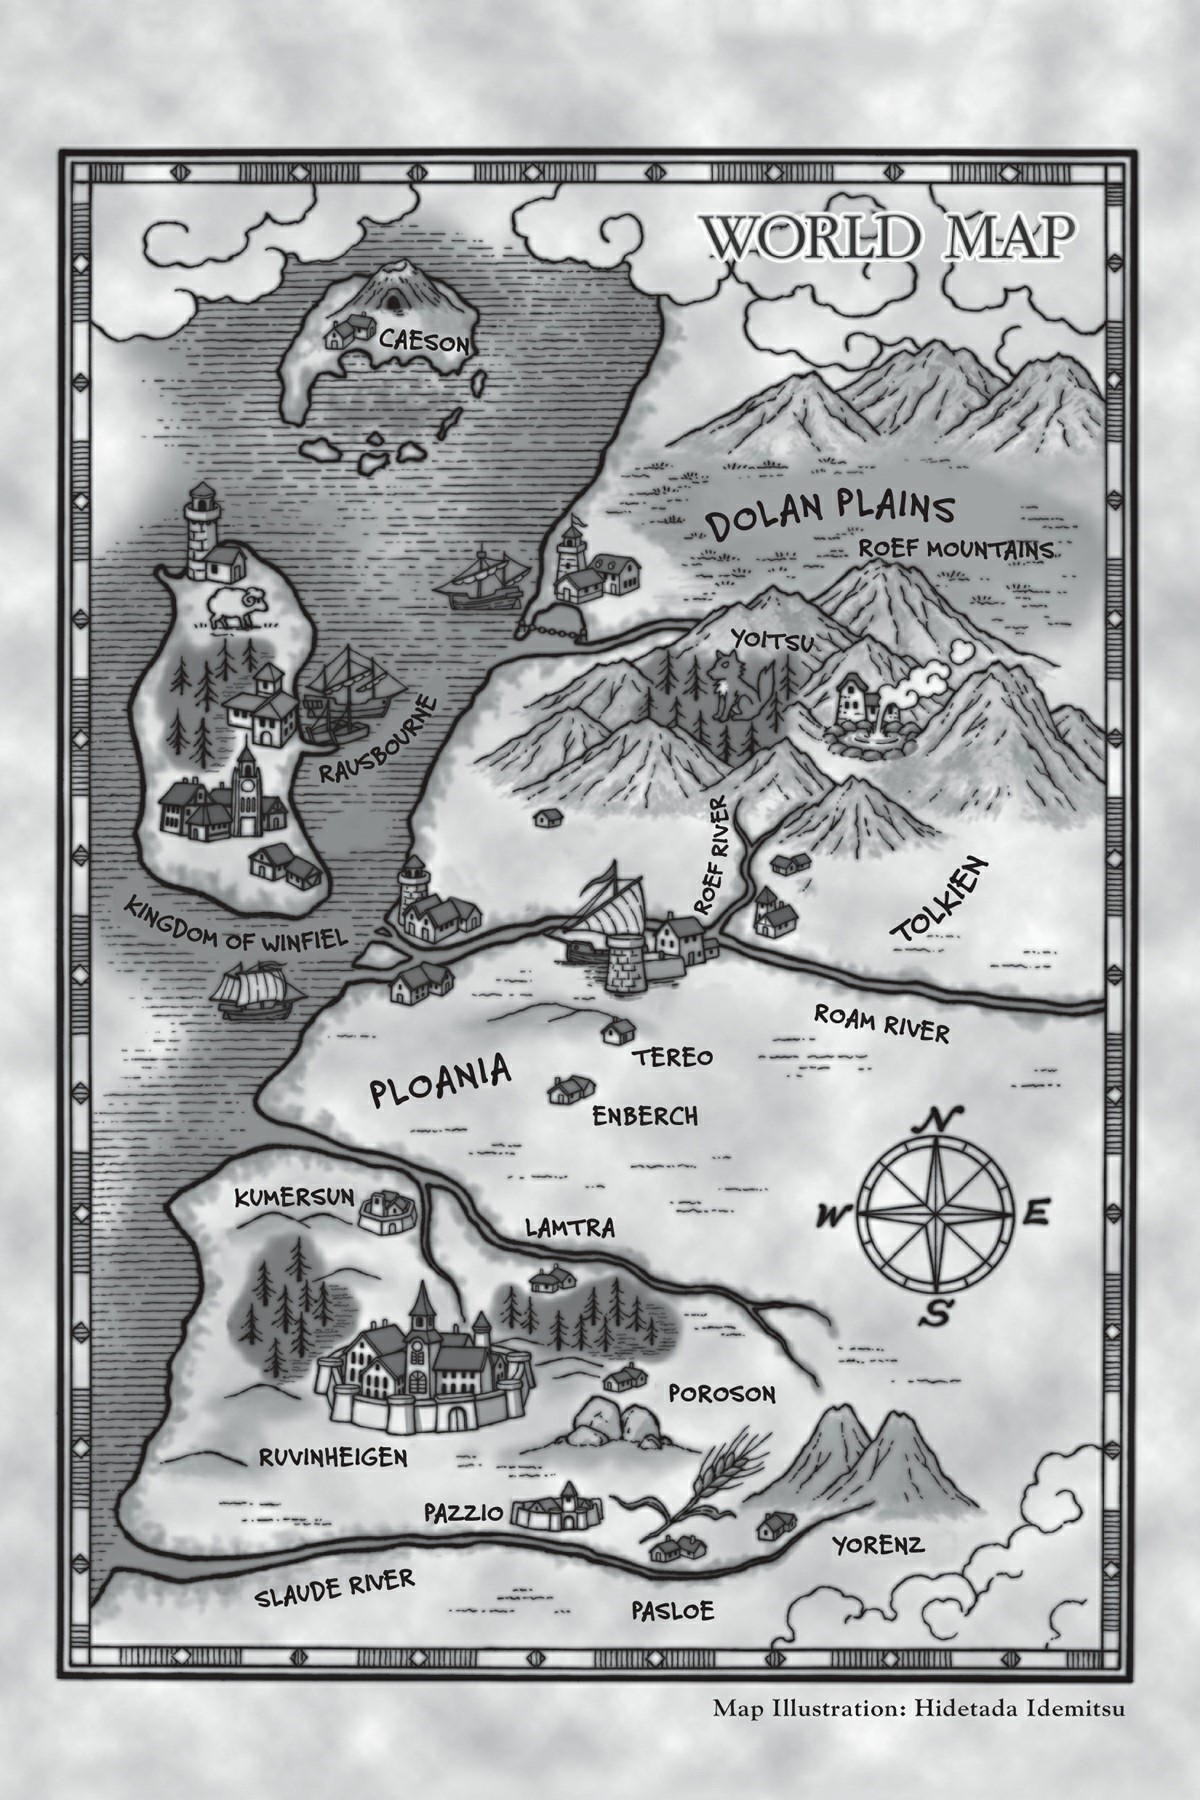 WORLD MAP
CAESON
DOLAN PLAINS
ROEF MOUNTAINS
YOITSU
RAUSBOURNE
ROEF RIVER
TOLKIEN
KINGDOM OF WINFIEL
ROAM RIVER
TEREO
PLOANIA
ENBERCH
N
W
E
S
KUMERSUN
LAMTRA
POROSON
RUVINHEIGEN
PAZZIO
YORENZ
SLAUDE RIVER
PASLOE
Map Illustration: Hidetada Idemitsu